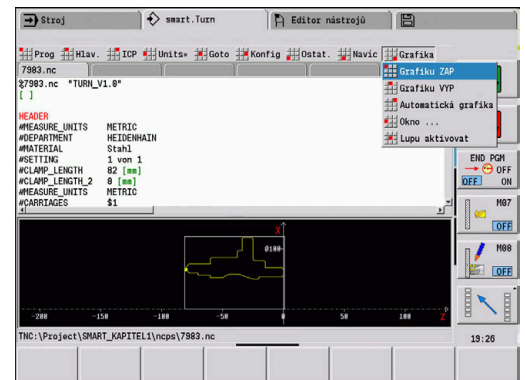 Stroj
smart.Turn
Editor nástrojů
Prog Hlav. ICP Units» Goto Konfig Ostat. Navíc Grafika
7983.nc
Grafiku ZAP
Grafiku VYP
Automatická grafika
Okno ...
Lupu aktivovat
%7983.nc "TURN_V1.0"
[ ]
HEADER
#MEASURE_UNITS METRIC
#DEPARTMENT HEIDENHAIN
#MATERIAL Stahl
#SETTING 1 von 1
#CLAMP_LENGTH 82 [mm]
#CLAMP_LENGTH_2 0 [mm]
#MEASURE_UNITS METRIC
#CARRIAGES $1
END PGM
OFF
OFF ON
M07
OFF
M08
OFF
X
Ø100
-200 -150 -100 -50 0 50 100 Z
TNC:\Project\SMART_KAPITEL1\ncps\7983.nc
19:26